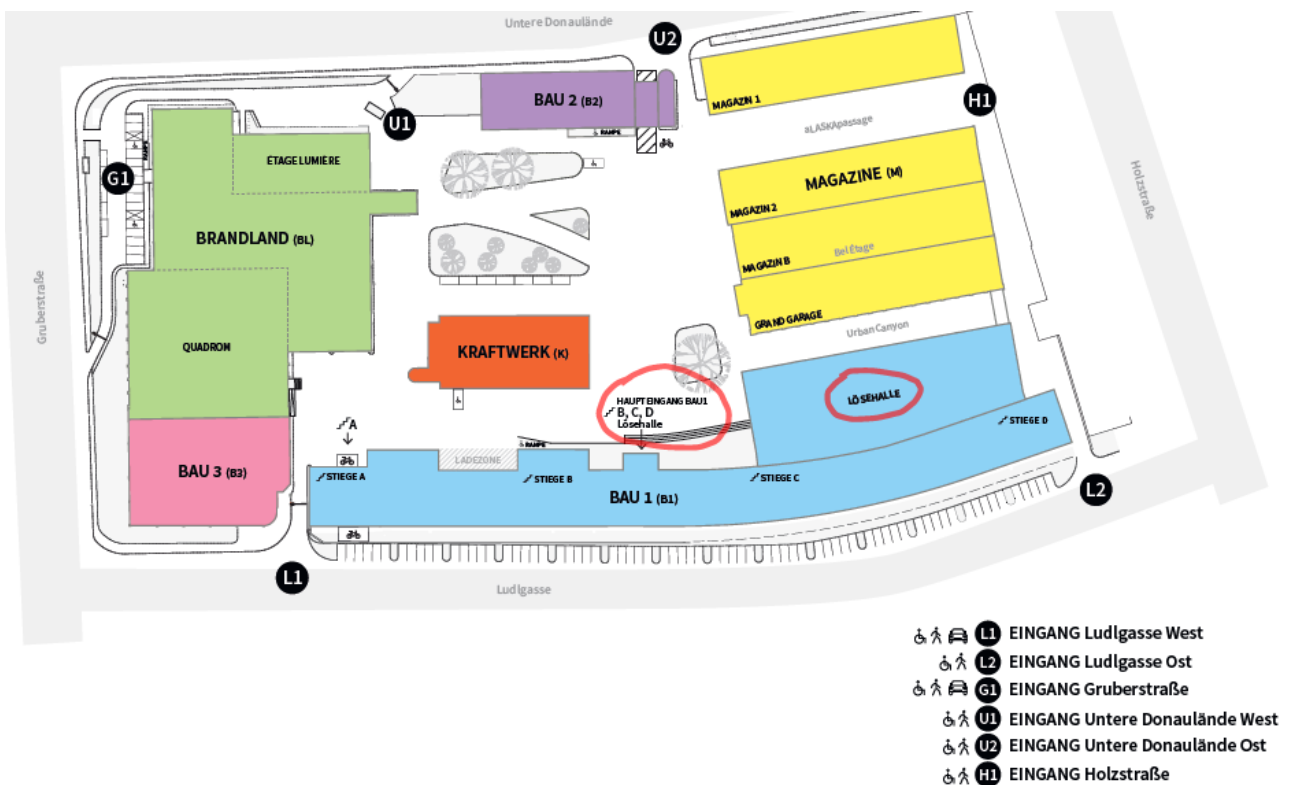 Untere Donaulände
U2
MAGAZIN 1
H1
BAU 2 (B2)
U1
RAMPE
aLASKApassage
Holzstraße
G1
RAMPE
ÉTAGE LUMIÈRE
MAGAZINE (M)
MAGAZIN 2
BRANDLAND (BL)
MAGAZIN B
Bel Étage
Gruberstraße
GRAND GARAGE
Urban Canyon
QUADROM
KRAFTWERK (K)
HAUPTEINGANG BAU1
B, C, D
Lösehalle
LÖSEHALLE
A
RAMPE
LADEZONE
STIEGE D
BAU 3 (B3)
STIEGE A
STIEGE B
STIEGE C
BAU 1 (B1)
L2
L1
Ludlgasse
L1 EINGANG Ludlgasse West
L2 EINGANG Ludlgasse Ost
G1 EINGANG Gruberstraße
U1 EINGANG Untere Donaulände West
U2 EINGANG Untere Donaulände Ost
H1 EINGANG Holzstraße